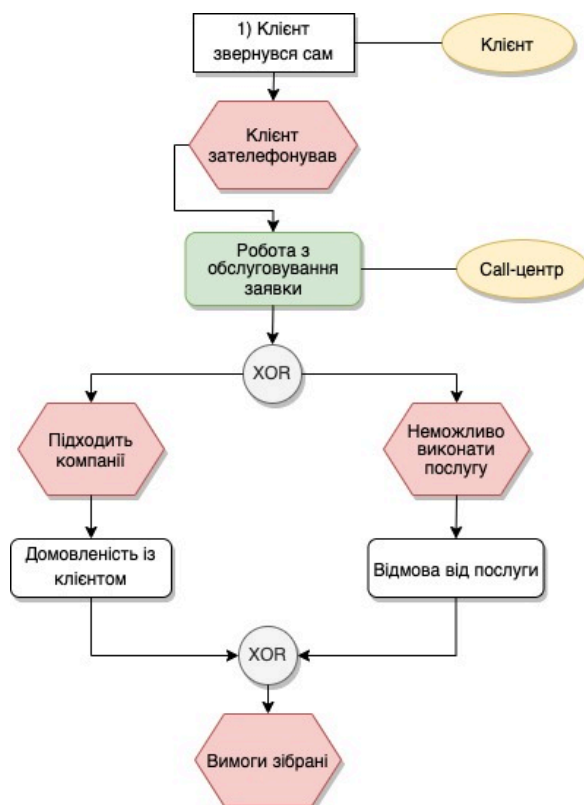 1) Клієнт
звернувся сам
Клієнт
Клієнт
зателефонував
Робота з
обслуговування
заявки
Call-центр
XOR
Підходить
компанії
Неможливо
виконати
послугу
Домовленість із
клієнтом
Відмова від послуги
XOR
Вимоги зібрані